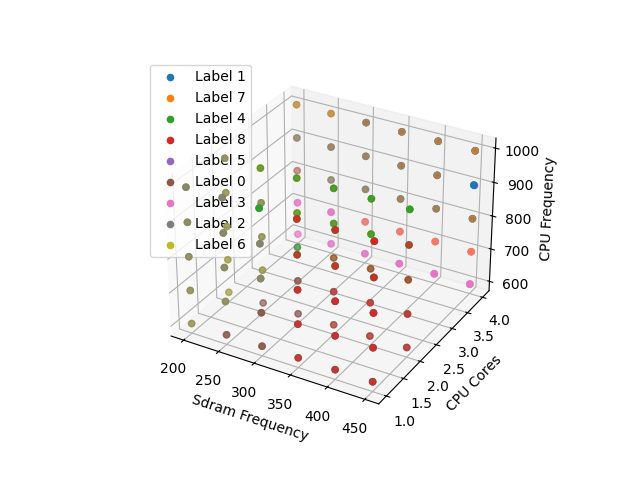 Label 1
Label 7
Label 4
Label 8
Label 5
Label 0
Label 3
Label 2
Label 6
1000
900
800
700
600
CPU Frequency
4.0
3.5
3.0
2.5
2.0
1.5
1.0
CPU Cores
200
250
300
350
400
450
Sdram Frequency